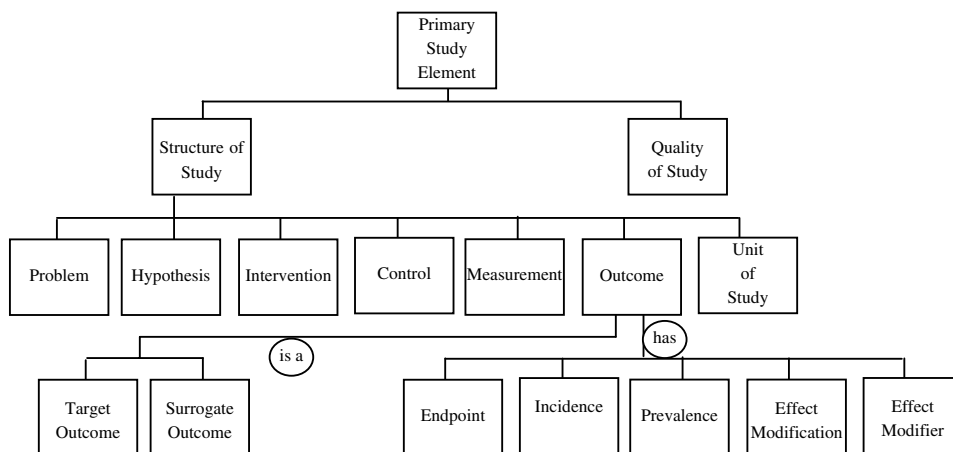 Primary
Study
Element
Structure of
Study
Quality
of Study
Problem
Hypothesis
Intervention
Control
Measurement
Outcome
Unit
of
Study
is a
has
Target
Outcome
Surrogate
Outcome
Endpoint
Incidence
Prevalence
Effect
Modification
Effect
Modifier